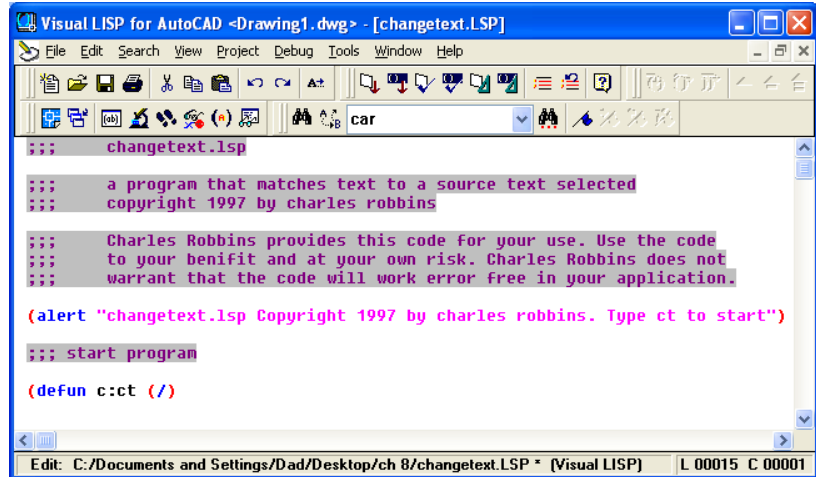 Visual LISP for AutoCAD <Drawing1.dwg> - [changetext.LSP]
File Edit Search View Project Debug Tools Window Help
car
;;; changetext.lsp
;;; a program that matches text to a source text selected
;;; copyright 1997 by charles robbins
;;; Charles Robbins provides this code for your use. Use the code
;;; to your benifit and at your own risk. Charles Robbins does not
;;; warrant that the code will work error free in your application.
(alert "changetext.lsp Copyright 1997 by charles robbins. Type ct to start")
;;; start program
(defun c:ct (/)
Edit: C:/Documents and Settings/Dad/Desktop/ch 8/changetext.LSP * (Visual LISP) L 00015 C 00001